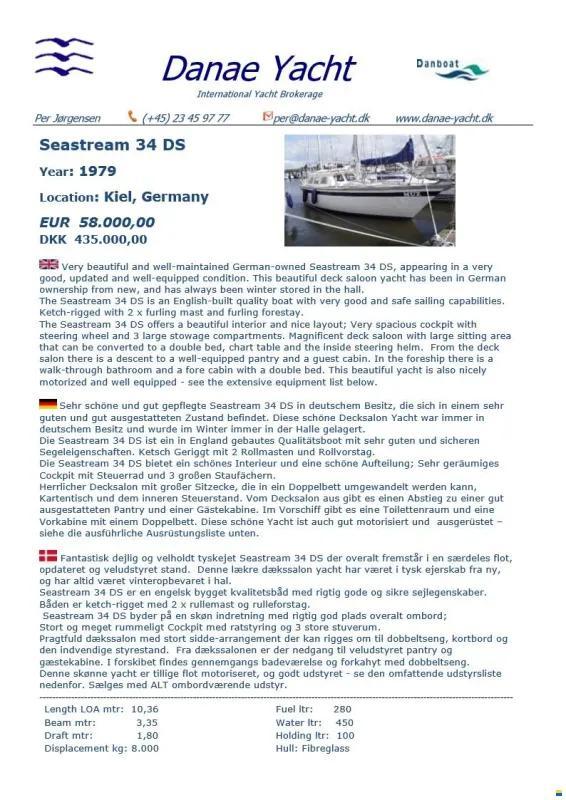 Danae Yacht
Danboat
International Yacht Brokerage
Per Jørgensen (+45) 23 45 97 77 per@danae-yacht.dk www.danae-yacht.dk
Seastream 34 DS
Year: 1979
Location: Kiel, Germany
EUR 58.000,00
DKK 435.000,00
Very beautiful and well-maintained German-owned Seastream 34 DS, appearing in a very
good, updated and well-equipped condition. This beautiful deck saloon yacht has been in German
ownership from new, and has always been winter stored in the hall.
The Seastream 34 DS is an English-built quality boat with very good and safe sailing capabilities.
Ketch-rigged with 2 x furling mast and furling forestay.
The Seastream 34 DS offers a beautiful interior and nice layout; Very spacious cockpit with
steering wheel and 3 large stowage compartments. Magnificent deck saloon with large sitting area
that can be converted to a double bed, chart table and the inside steering helm. From the deck
salon there is a descent to a well-equipped pantry and a guest cabin. In the foreship there is a
walk-through bathroom and a fore cabin with a double bed. This beautiful yacht is also nicely
motorized and well equipped - see the extensive equipment list below.
Sehr schöne und gut gepflegte Seastream 34 DS in deutschem Besitz, die sich in einem sehr
guten und gut ausgestatteten Zustand befindet. Diese schöne Decksalon Yacht war immer in
deutschem Besitz und wurde im Winter immer in der Halle gelagert.
Die Seastream 34 DS ist ein in England gebautes Qualitätsboot mit sehr guten und sicheren
Segeleigenschaften. Ketsch Geriggt mit 2 Rollmasten und Rollvorstag.
Die Seastream 34 DS bietet ein schönes Interieur und eine schöne Aufteilung; Sehr geräumiges
Cockpit mit Steuerrad und 3 großen Staufächern.
Herrlicher Decksalon mit großer Sitzecke, die in ein Doppelbett umgewandelt werden kann,
Kartentisch und dem inneren Steuerstand. Vom Decksalon aus gibt es einen Abstieg zu einer gut
ausgestatteten Pantry und einer Gästekabine. Im Vorschiff gibt es eine Toilettenraum und eine
Vorkabine mit einem Doppelbett. Diese schöne Yacht ist auch gut motorisiert und ausgerüstet –
siehe die ausführliche Ausrüstungsliste unten.
Fantastisk dejlig og velholdt tyskejet Seastream 34 DS der overalt fremstår i en særdeles flot,
opdateret og veludstyret stand. Denne lækre dækssalon yacht har været i tysk ejerskab fra ny,
og har altid været vinteropbevaret i hal.
Seastream 34 DS er en engelsk bygget kvalitetsbåd med rigtig gode og sikre sejlegenskaber.
Båden er ketch-rigget med 2 x rullemast og rulleforstag.
Seastream 34 DS byder på en skøn indretning med rigtig god plads overalt ombord;
Stort og meget rummeligt Cockpit med ratstyring og 3 store stuverum.
Pragtfuld dækssalon med stort sidde-arrangement der kan rigges om til dobbeltseng, kortbord og
den indvendige styrestand. Fra dækssalonen er der nedgang til veludstyret pantry og
gæstekabine. I forskibet findes gennemgangs badeværelse og forkahyt med dobbeltseng.
Denne skønne yacht er tillige flot motoriseret, og godt udstyret - se den omfattende udstyrsliste
nedenfor. Sælges med ALT ombordværende udstyr.
Length LOA mtr: 10,36 Fuel ltr: 280
Beam mtr: 3,35 Water ltr: 450
Draft mtr: 1,80 Holding ltr: 100
Displacement kg: 8.000 Hull: Fibreglass